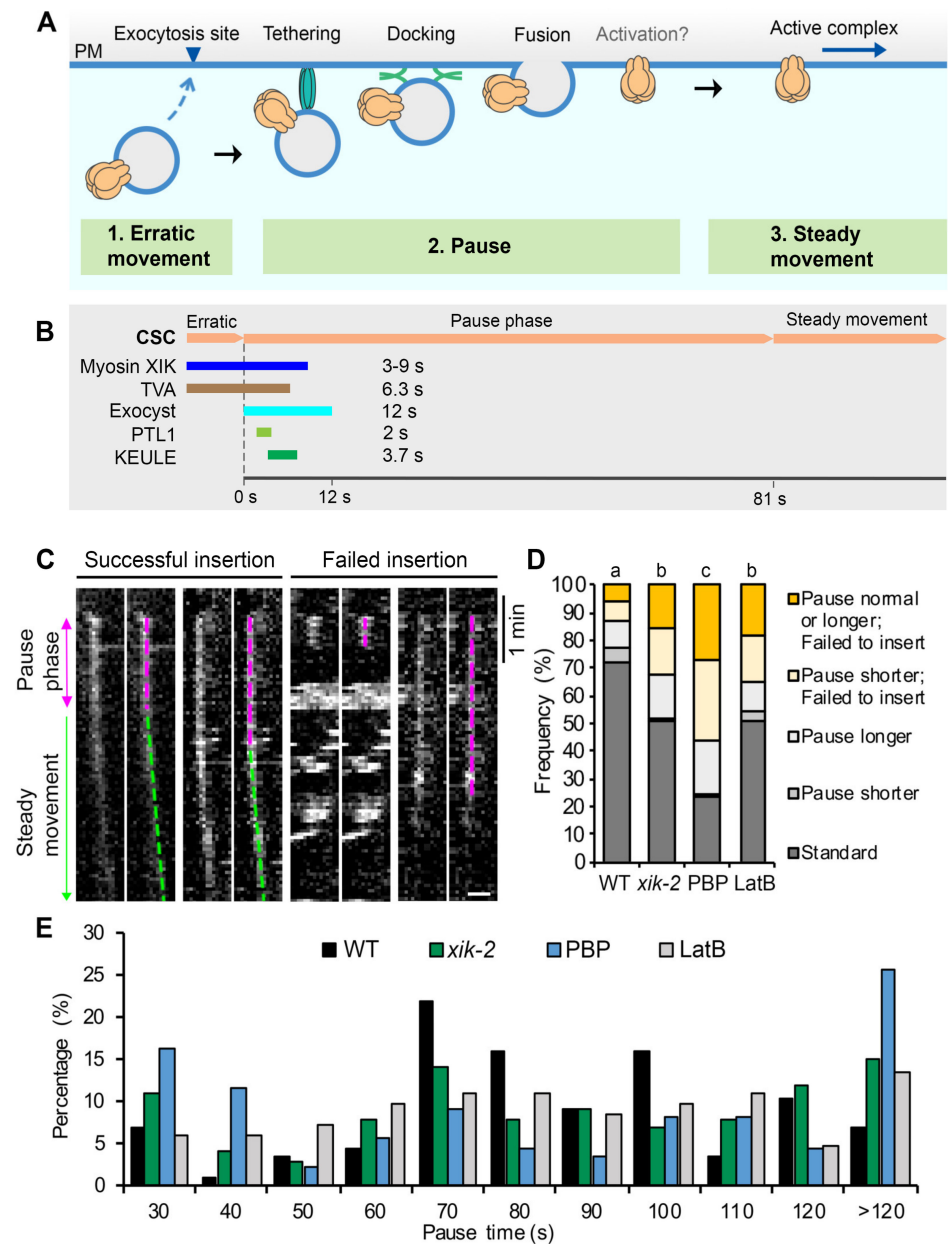 A
PM
Exocytosis site
Tethering
Docking
Fusion
Activation?
Active complex
1. Erratic
movement
2. Pause
3. Steady
movement
B
CSC
Erratic
Pause phase
Steady movement
Myosin XIK
3-9 s
TVA
6.3 s
Exocyst
12 s
PTL1
2 s
KEULE
3.7 s
0 s
12 s
81 s
C
Successful insertion
Failed insertion
Pause
phase
Steady
movement
1 min
D
a
b
c
b
100
90
80
70
60
50
40
30
20
10
0
Frequency (%)
WT
xik-2
PBP
LatB
Pause normal
or longer;
Failed to insert
Pause shorter;
Failed to insert
Pause longer
Pause shorter
Standard
E
WT
xik-2
PBP
LatB
30
25
20
15
10
5
0
Percentage (%)
30
40
50
60
70
80
90
100
110
120
>120
Pause time (s)